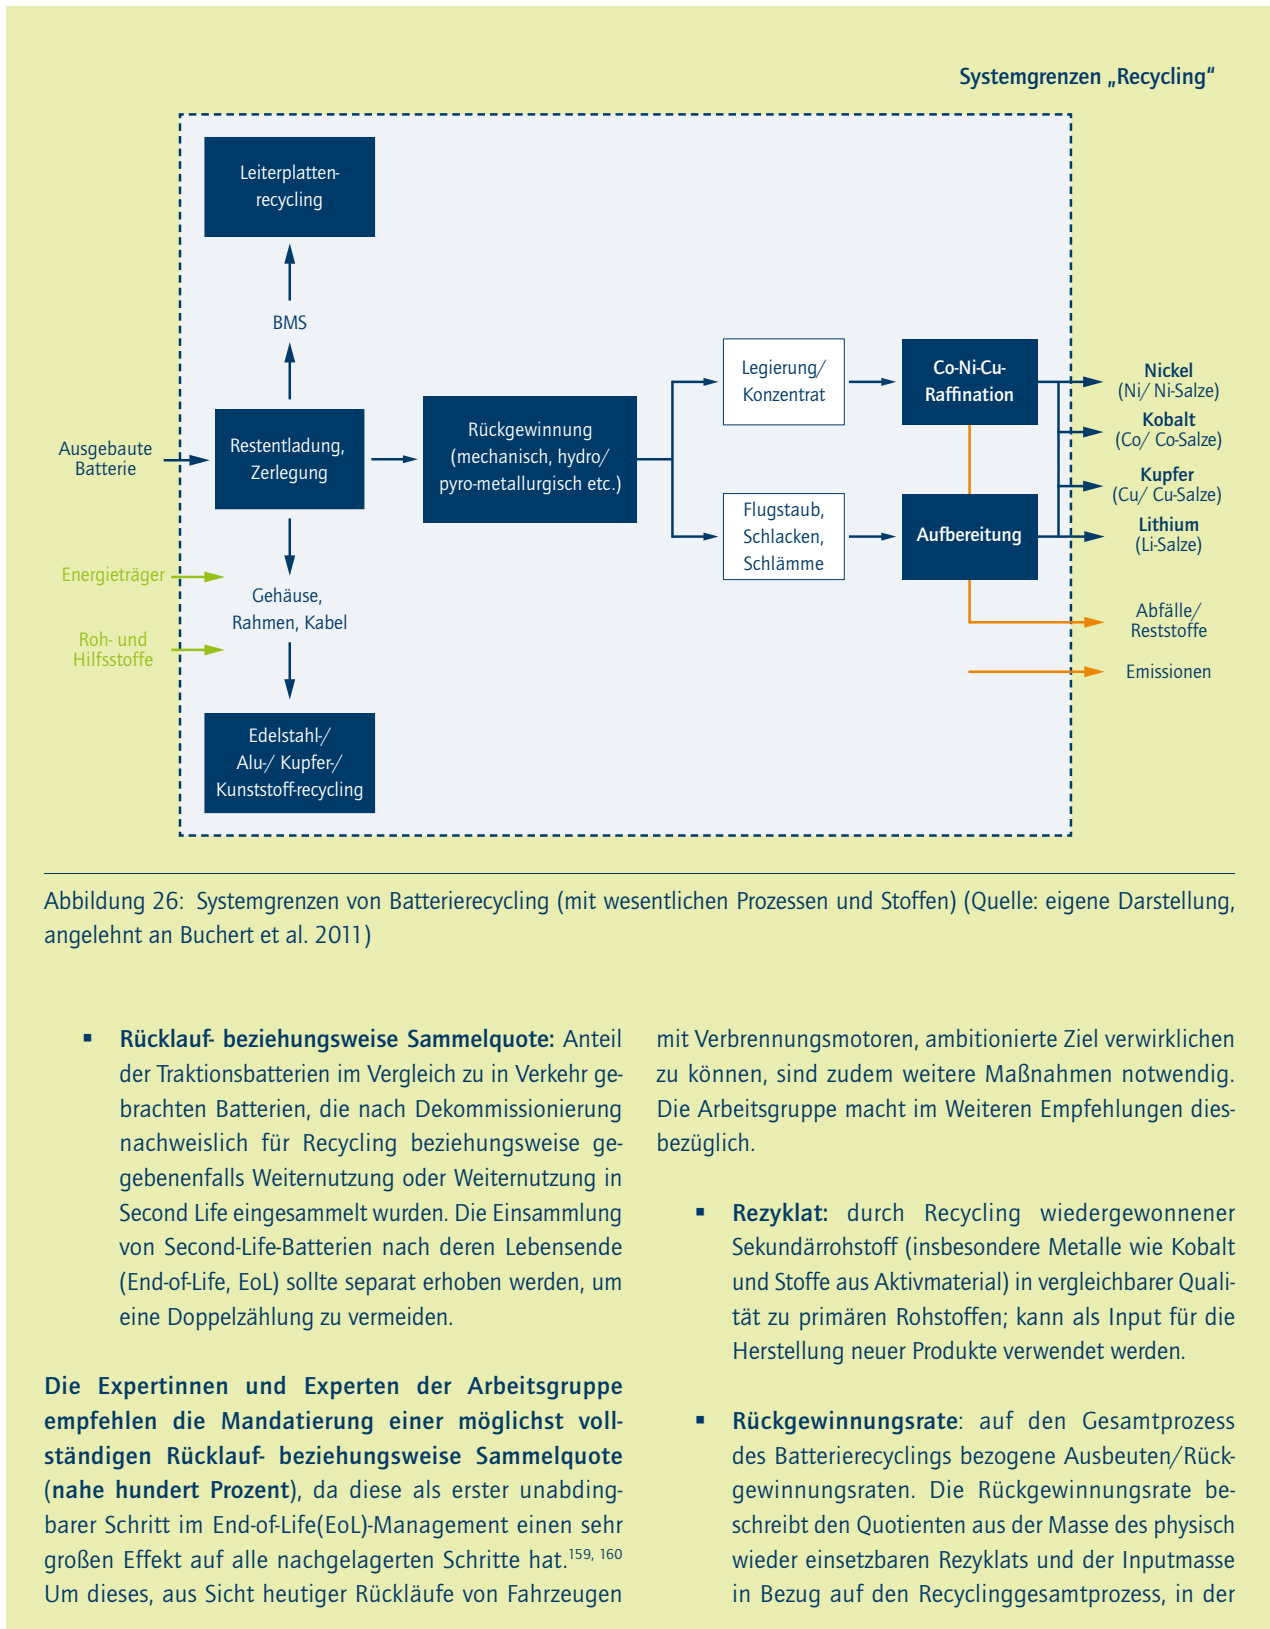 Systemgrenzen „Recycling“
Leiterplatten-
recycling
BMS
Ausgebaute
Batterie
Restentladung,
Zerlegung
Rückgewinnung
(mechanisch, hydro/
pyro-metallurgisch etc.)
Legierung/
Konzentrat
Co-Ni-Cu-
Raffination
Nickel
(Ni/ Ni-Salze)
Kobalt
(Co/ Co-Salze)
Kupfer
(Cu/ Cu-Salze)
Flugstaub,
Schlacken,
Schlämme
Aufbereitung
Lithium
(Li-Salze)
Energieträger
Gehäuse,
Rahmen, Kabel
Roh- und
Hilfsstoffe
Abfälle/
Reststoffe
Emissionen
Edelstahl-/
Alu-/ Kupfer-/
Kunststoff-recycling
Abbildung 26: Systemgrenzen von Batterierecycling (mit wesentlichen Prozessen und Stoffen) (Quelle: eigene Darstellung,
angelehnt an Buchert et al. 2011)
▪ Rücklauf- beziehungsweise Sammelquote: Anteil
der Traktionsbatterien im Vergleich zu in Verkehr ge-
brachten Batterien, die nach Dekommissionierung
nachweislich für Recycling beziehungsweise ge-
gebenenfalls Weiternutzung oder Weiternutzung in
Second Life eingesammelt wurden. Die Einsammlung
von Second-Life-Batterien nach deren Lebensende
(End-of-Life, EoL) sollte separat erhoben werden, um
eine Doppelzählung zu vermeiden.
Die Expertinnen und Experten der Arbeitsgruppe
empfehlen die Mandatierung einer möglichst voll-
ständigen Rücklauf- beziehungsweise Sammelquote
(nahe hundert Prozent), da diese als erster unabding-
barer Schritt im End-of-Life(EoL)-Management einen sehr
großen Effekt auf alle nachgelagerten Schritte hat.159, 160
Um dieses, aus Sicht heutiger Rückläufe von Fahrzeugen
mit Verbrennungsmotoren, ambitionierte Ziel verwirklichen
zu können, sind zudem weitere Maßnahmen notwendig.
Die Arbeitsgruppe macht im Weiteren Empfehlungen dies-
bezüglich.
▪ Rezyklat: durch Recycling wiedergewonnener
Sekundärrohstoff (insbesondere Metalle wie Kobalt
und Stoffe aus Aktivmaterial) in vergleichbarer Quali-
tät zu primären Rohstoffen; kann als Input für die
Herstellung neuer Produkte verwendet werden.
▪ Rückgewinnungsrate: auf den Gesamtprozess
des Batterierecyclings bezogene Ausbeuten/Rück-
gewinnungsraten. Die Rückgewinnungsrate be-
schreibt den Quotienten aus der Masse des physisch
wieder einsetzbaren Rezyklats und der Inputmasse
in Bezug auf den Recyclinggesamtprozess, in der